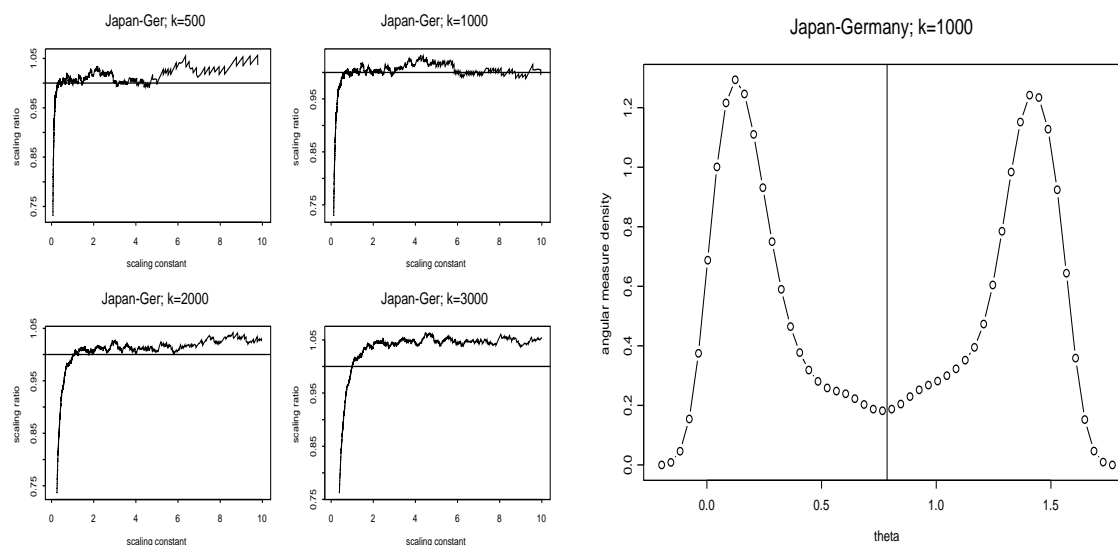 Japan-Ger; k=500
scaling ratio
1.05
0.95
0.85
0.75
0 2 4 6 8 10
scaling constant
Japan-Ger; k=1000
scaling ratio
1.05
0.95
0.85
0.75
0 2 4 6 8 10
scaling constant
Japan-Ger; k=2000
scaling ratio
1.05
0.95
0.85
0.75
0 2 4 6 8 10
scaling constant
Japan-Ger; k=3000
scaling ratio
1.05
0.95
0.85
0.75
0 2 4 6 8 10
scaling constant
Japan-Germany; k=1000
angular measure density
1.2
1.0
0.8
0.6
0.4
0.2
0.0
0.0 0.5 1.0 1.5
theta